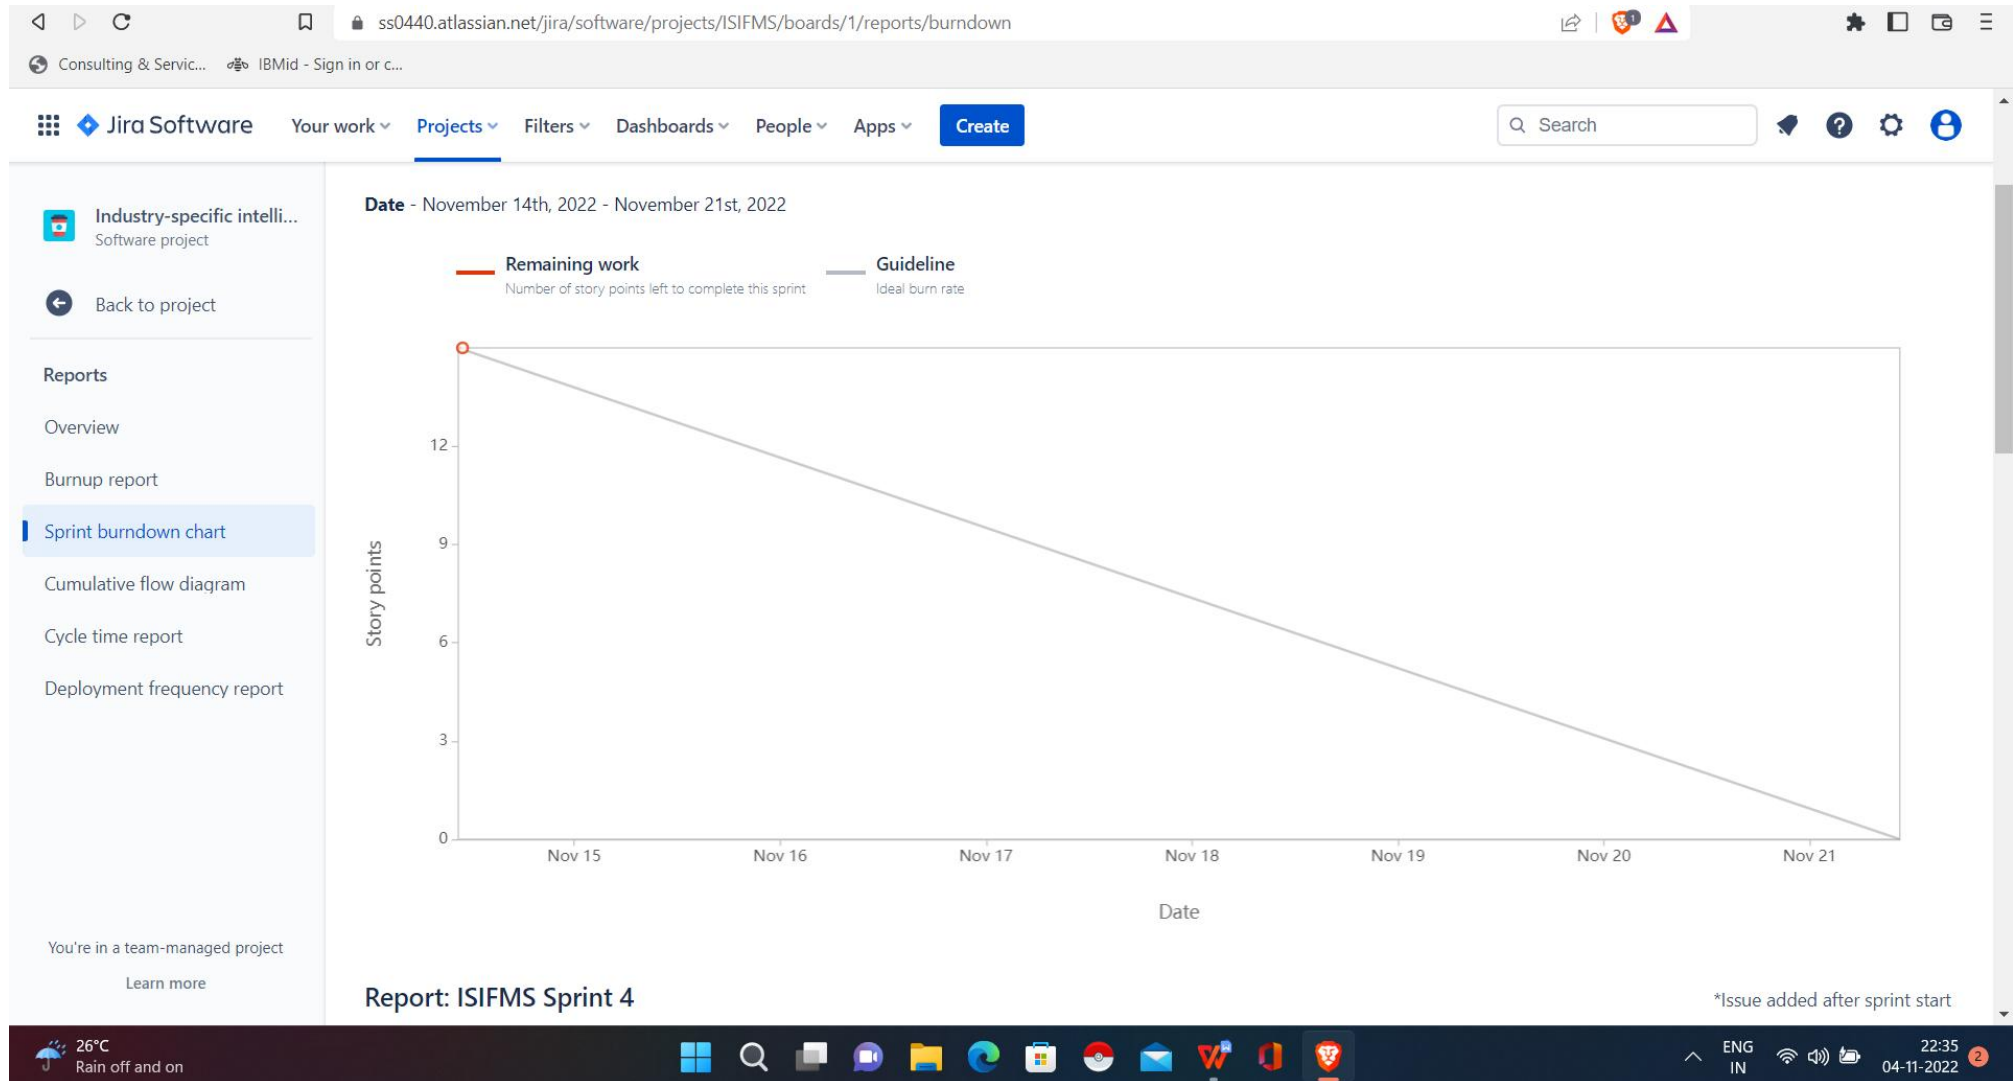 ss0440.atlassian.net/jira/software/projects/ISIFMS/boards/1/reports/burndown
1
Consulting & Servic... IBMid - Sign in or c...
Jira Software Your work Projects Filters Dashboards People Apps Create Search
Industry-specific intelli...
Software project
Back to project
Reports
Overview
Burnup report
Sprint burndown chart
Cumulative flow diagram
Cycle time report
Deployment frequency report
You're in a team-managed project
Learn more
Date - November 14th, 2022 - November 21st, 2022
Remaining work
Number of story points left to complete this sprint
Guideline
Ideal burn rate
Story points
12
9
6
3
0
Nov 15 Nov 16 Nov 17 Nov 18 Nov 19 Nov 20 Nov 21
Date
Report: ISIFMS Sprint 4
*Issue added after sprint start
26°C
Rain off and on
ENG
IN
22:35
04-11-2022
2